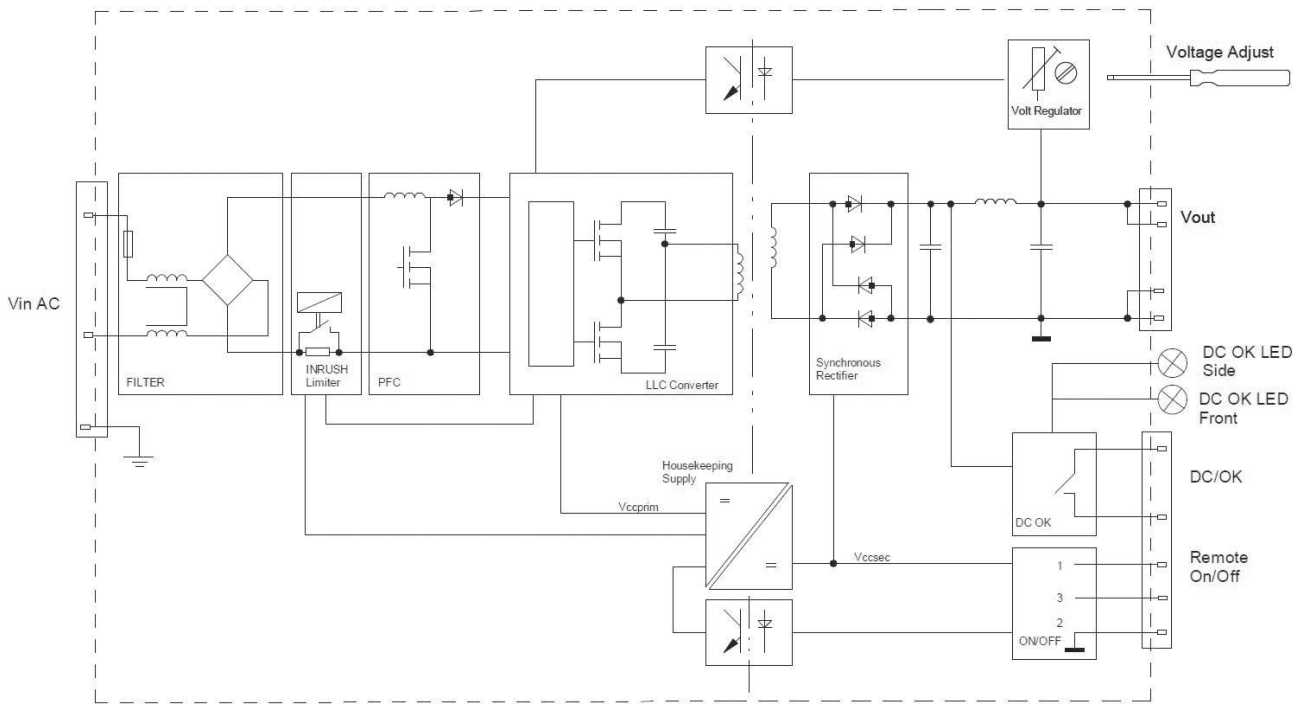 Voltage Adjust
Volt Regulator
Vin AC
FILTER
INRUSH
Limiter
PFC
LLC Converter
Synchronous
Rectifier
Vout
DC OK LED
Side
DC OK LED
Front
Housekeeping
Supply
Vccprim
Vccsec
DC OK
DC/OK
1
3
2
ON/OFF
Remote
On/Off